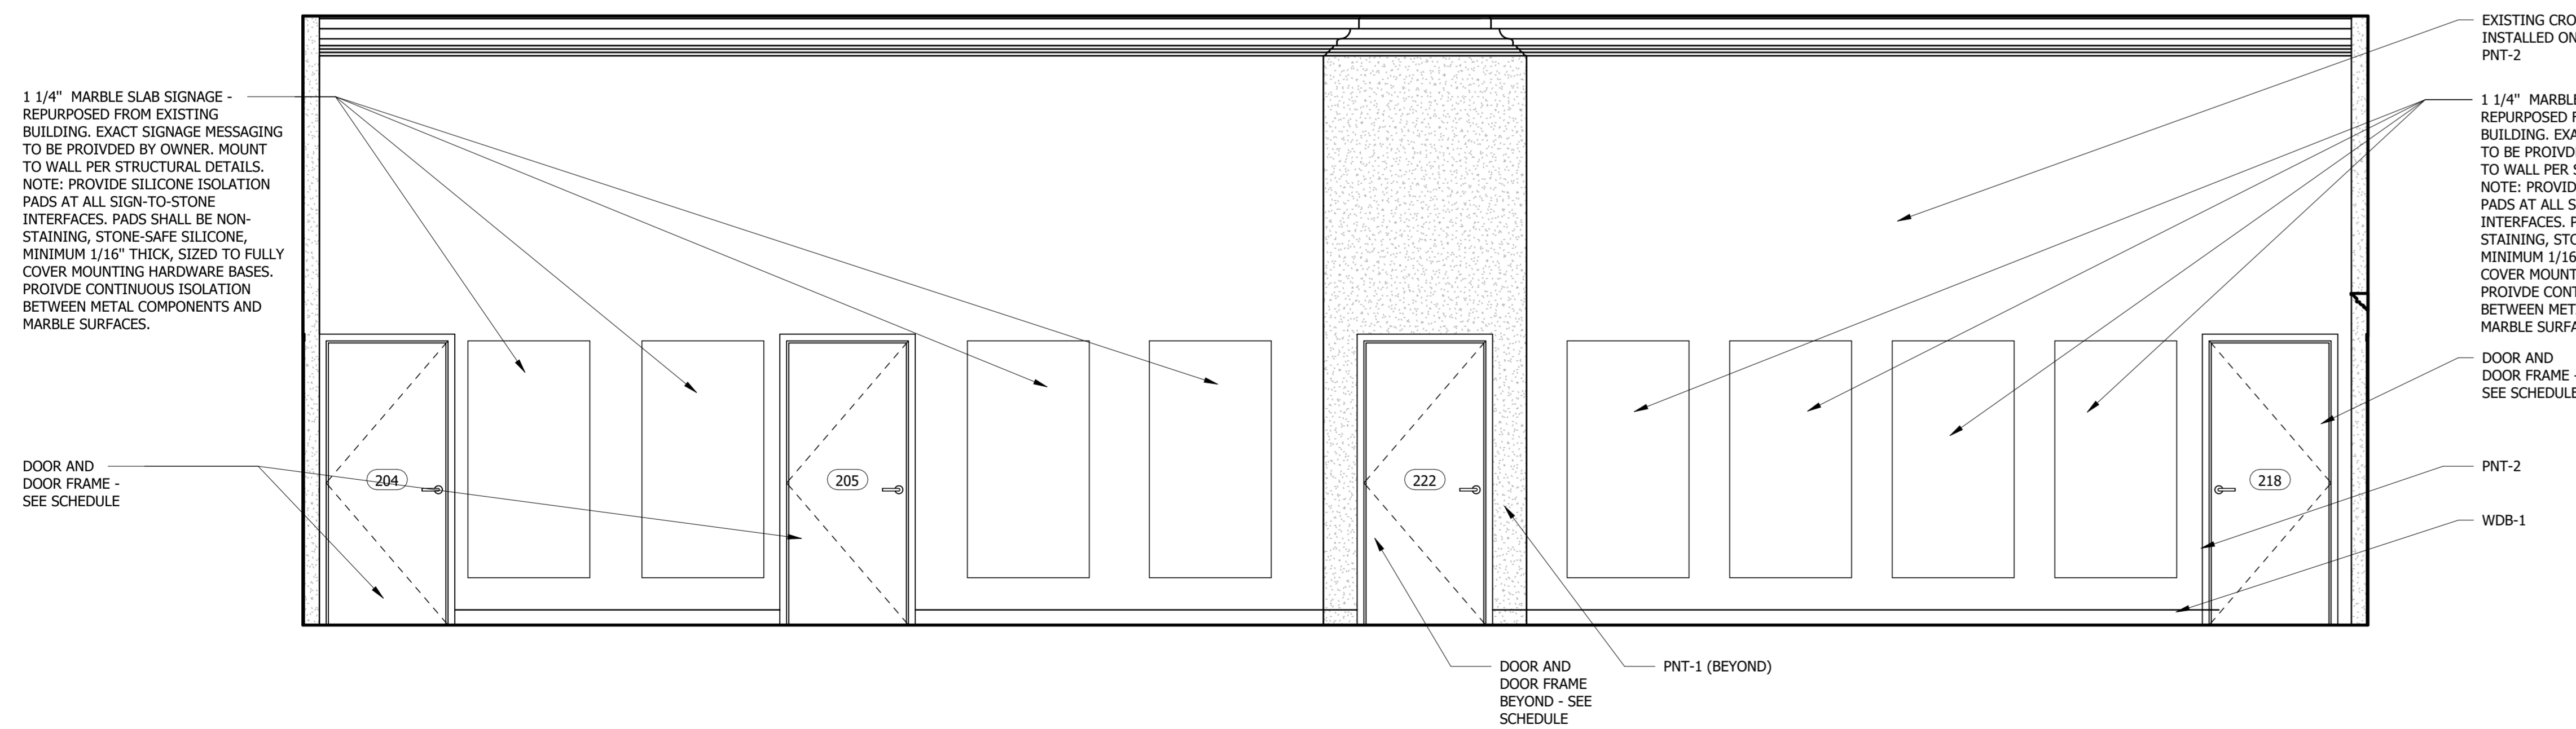 1 1/4" MARBLE SLAB SIGNAGE -
REPURPOSED FROM EXISTING
BUILDING. EXACT SIGNAGE MESSAGING
TO BE PROIVDED BY OWNER. MOUNT
TO WALL PER STRUCTURAL DETAILS.
NOTE: PROVIDE SILICONE ISOLATION
PADS AT ALL SIGN-TO-STONE
INTERFACES. PADS SHALL BE NON-
STAINING, STONE-SAFE SILICONE,
MINIMUM 1/16" THICK, SIZED TO FULLY
COVER MOUNTING HARDWARE BASES.
PROIVDE CONTINUOUS ISOLATION
BETWEEN METAL COMPONENTS AND
MARBLE SURFACES.
DOOR AND
DOOR FRAME -
SEE SCHEDULE
204
205
222
218
DOOR AND
DOOR FRAME
BEYOND - SEE
SCHEDULE
PNT-1 (BEYOND)
EXISTING CRO
INSTALLED ON
PNT-2
1 1/4" MARBLE
REPURPOSED
BUILDING. EXA
TO BE PROIVD
TO WALL PER
NOTE: PROVID
PADS AT ALL S
INTERFACES.
STAINING, STO
MINIMUM 1/16
COVER MOUNT
PROIVDE CONT
BETWEEN MET
MARBLE SURFA
DOOR AND
DOOR FRAME -
SEE SCHEDULE
PNT-2
WDB-1